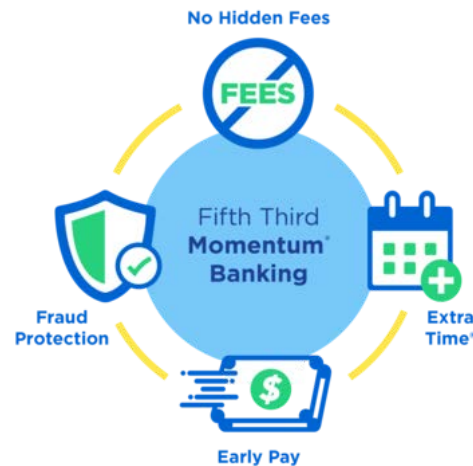 No Hidden Fees
FEES
Fifth Third
Momentum®
Banking
Fraud
Protection
Extra
Time®
$
Early Pay